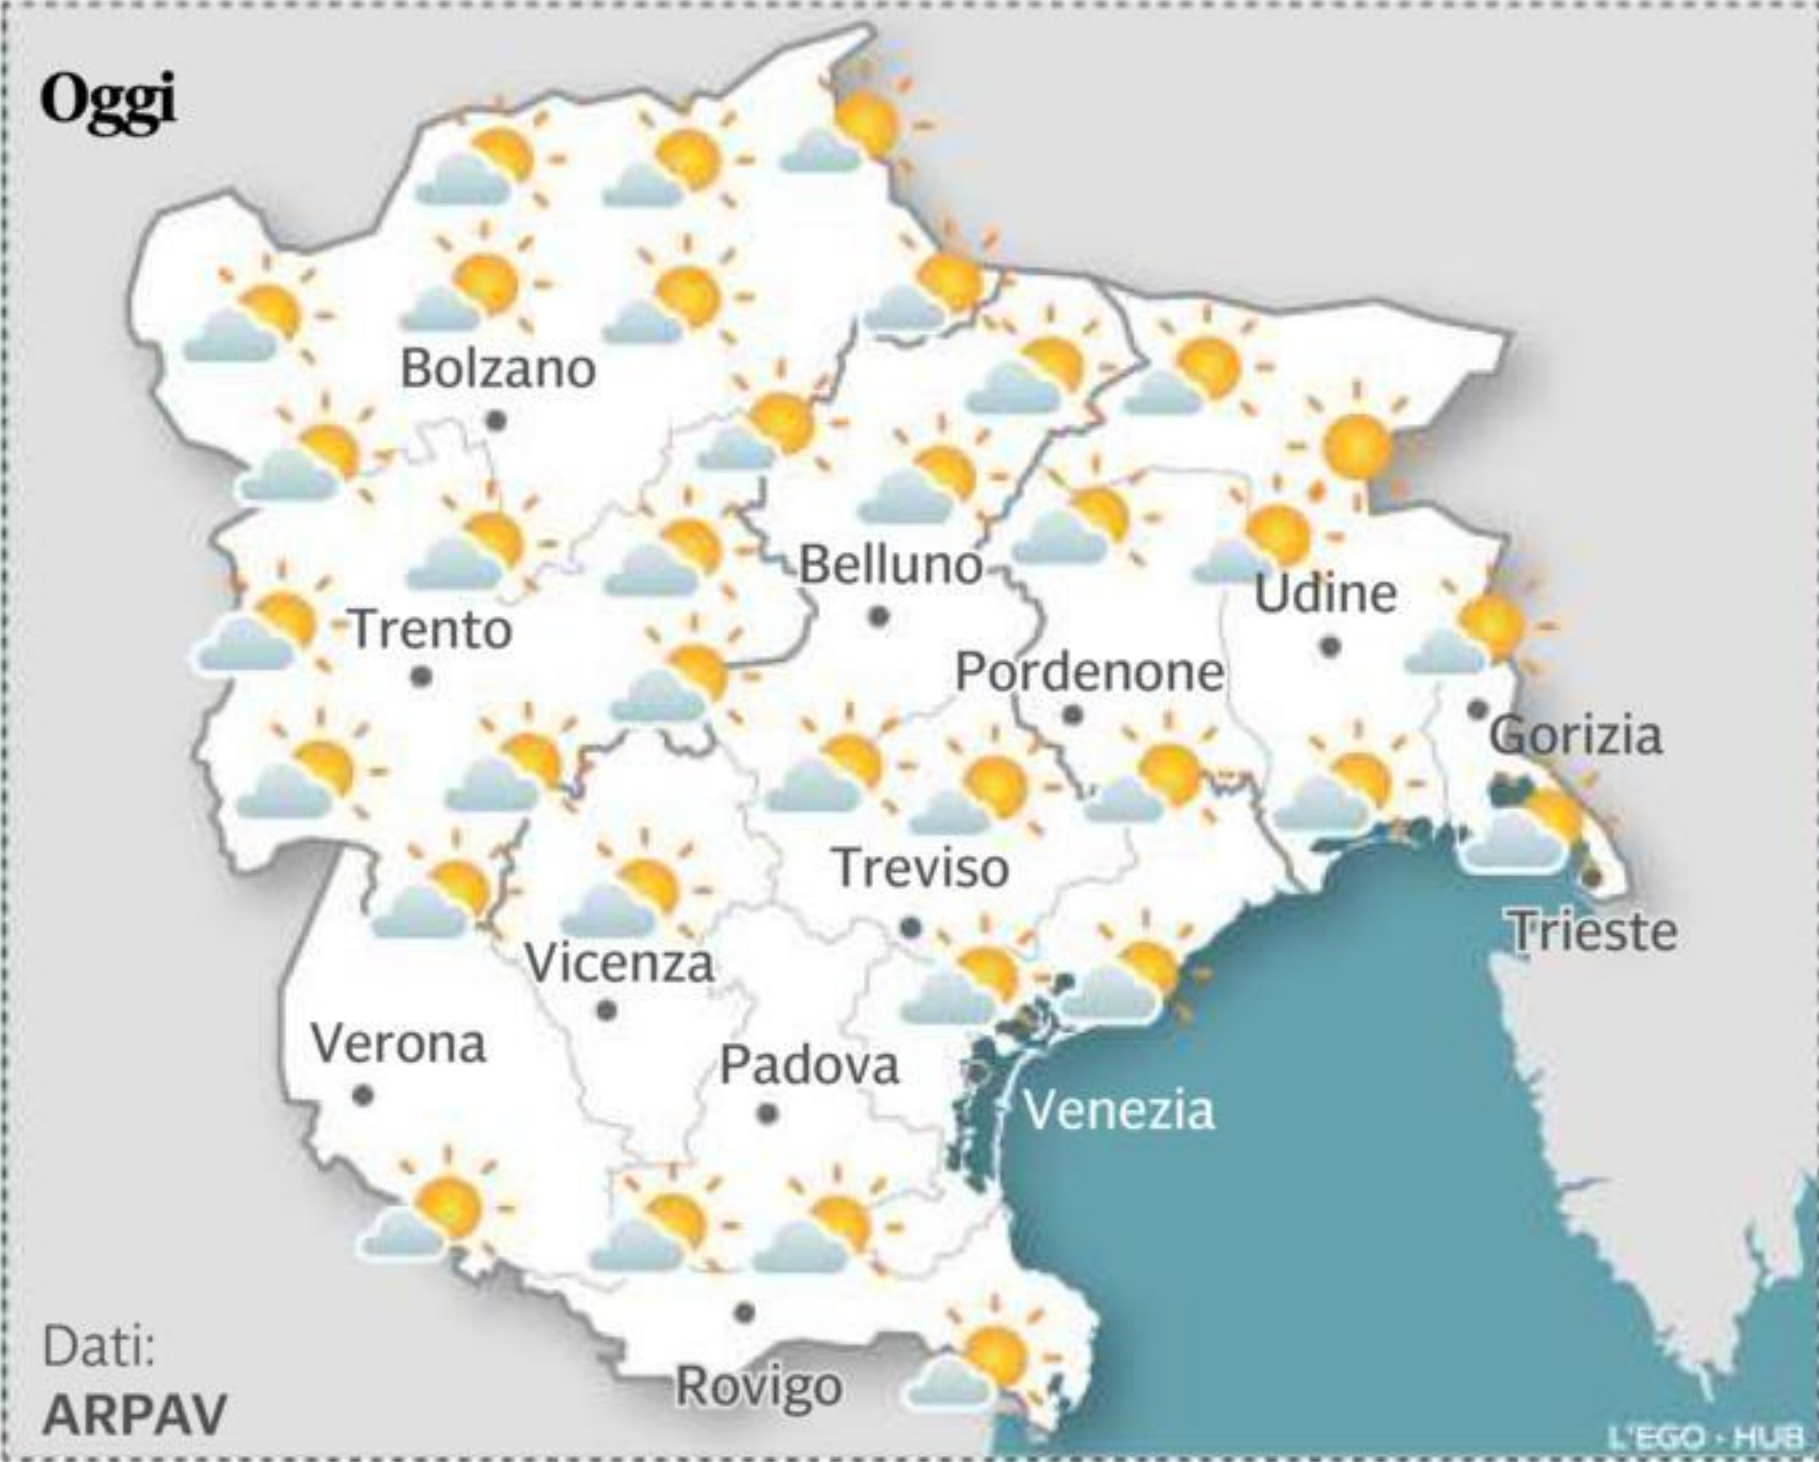 Oggi
Bolzano
Belluno
Udine
Trento
Pordenone
Gorizia
Treviso
Trieste
Vicenza
Verona
Padova
Venezia
Dati:
Rovigo
ARPAV
L'EGO - HUB